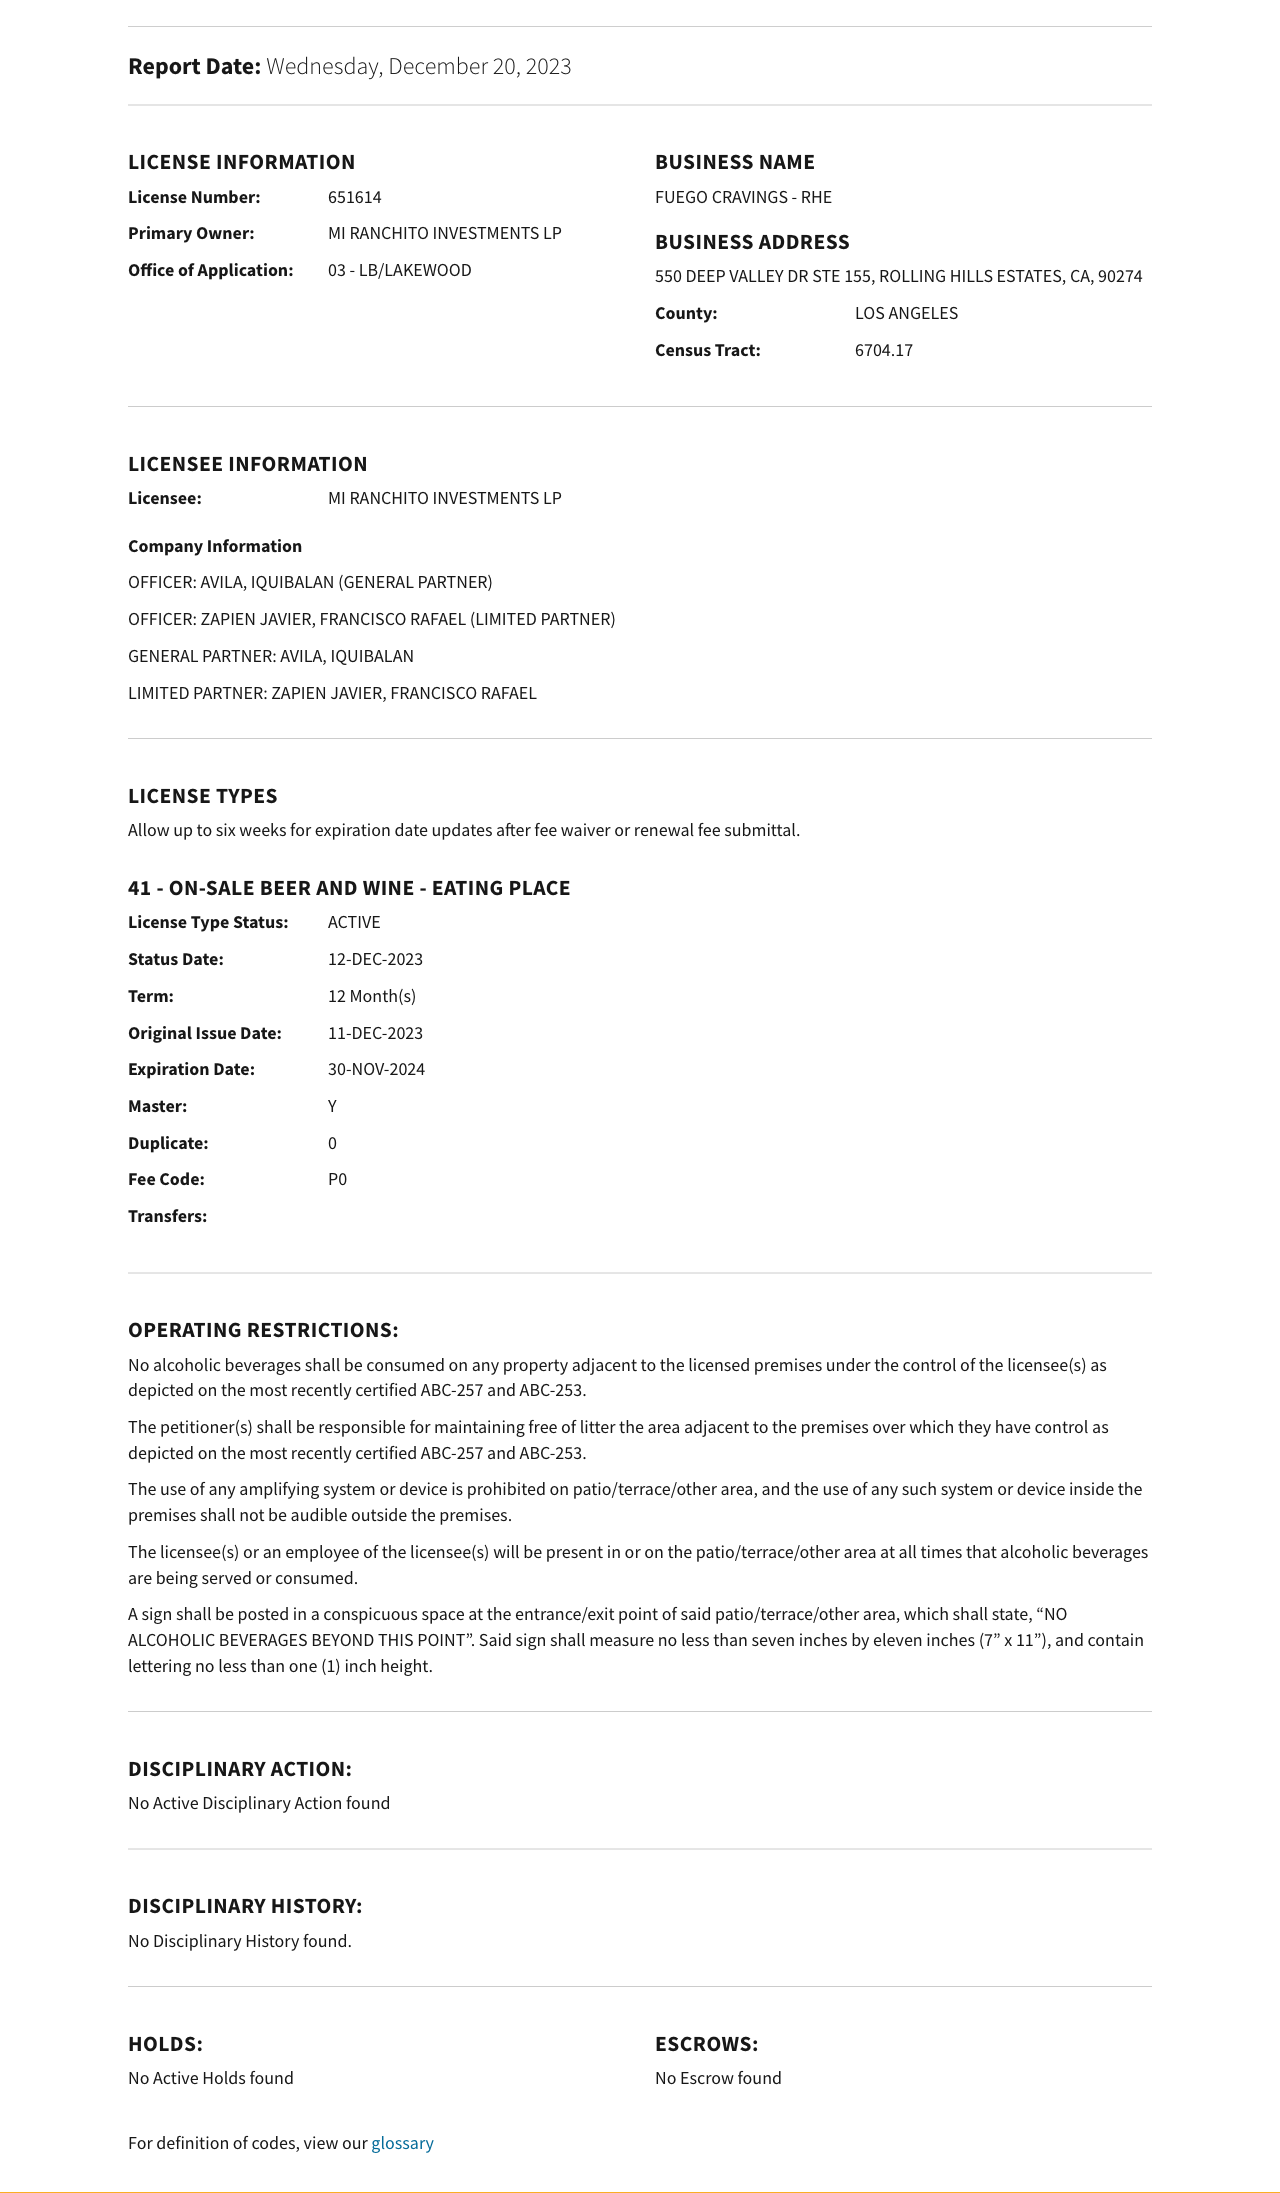 Report Date: Wednesday, December 20, 2023
LICENSE INFORMATION
License Number: 651614
Primary Owner: MI RANCHITO INVESTMENTS LP
Office of Application: 03 - LB/LAKEWOOD
BUSINESS NAME
FUEGO CRAVINGS - RHE
BUSINESS ADDRESS
550 DEEP VALLEY DR STE 155, ROLLING HILLS ESTATES, CA, 90274
County: LOS ANGELES
Census Tract: 6704.17
LICENSEE INFORMATION
Licensee: MI RANCHITO INVESTMENTS LP
Company Information
OFFICER: AVILA, IQUIBALAN (GENERAL PARTNER)
OFFICER: ZAPIEN JAVIER, FRANCISCO RAFAEL (LIMITED PARTNER)
GENERAL PARTNER: AVILA, IQUIBALAN
LIMITED PARTNER: ZAPIEN JAVIER, FRANCISCO RAFAEL
LICENSE TYPES
Allow up to six weeks for expiration date updates after fee waiver or renewal fee submittal.
41 - ON-SALE BEER AND WINE - EATING PLACE
License Type Status: ACTIVE
Status Date: 12-DEC-2023
Term: 12 Month(s)
Original Issue Date: 11-DEC-2023
Expiration Date: 30-NOV-2024
Master: Y
Duplicate: 0
Fee Code: P0
Transfers:
OPERATING RESTRICTIONS:
No alcoholic beverages shall be consumed on any property adjacent to the licensed premises under the control of the licensee(s) as
depicted on the most recently certified ABC-257 and ABC-253.
The petitioner(s) shall be responsible for maintaining free of litter the area adjacent to the premises over which they have control as
depicted on the most recently certified ABC-257 and ABC-253.
The use of any amplifying system or device is prohibited on patio/terrace/other area, and the use of any such system or device inside the
premises shall not be audible outside the premises.
The licensee(s) or an employee of the licensee(s) will be present in or on the patio/terrace/other area at all times that alcoholic beverages
are being served or consumed.
A sign shall be posted in a conspicuous space at the entrance/exit point of said patio/terrace/other area, which shall state, “NO
ALCOHOLIC BEVERAGES BEYOND THIS POINT”. Said sign shall measure no less than seven inches by eleven inches (7” x 11”), and contain
lettering no less than one (1) inch height.
DISCIPLINARY ACTION:
No Active Disciplinary Action found
DISCIPLINARY HISTORY:
No Disciplinary History found.
HOLDS:
No Active Holds found
ESCROWS:
No Escrow found
For definition of codes, view our glossary